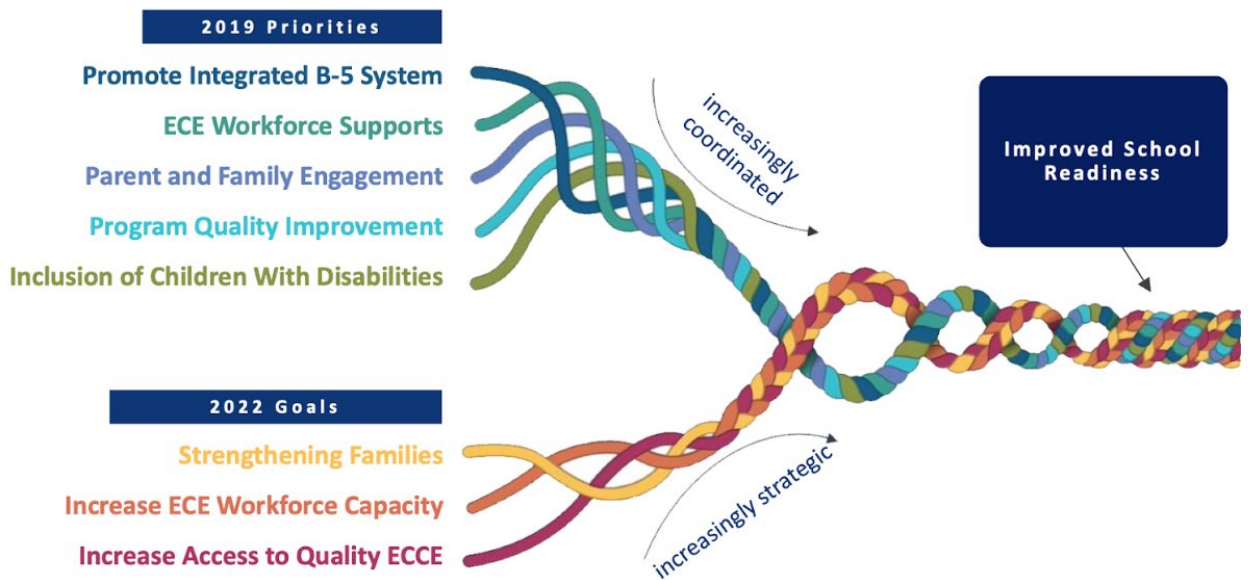 2019 Priorities
Promote Integrated B-5 System
ECE Workforce Supports
Parent and Family Engagement
Program Quality Improvement
Inclusion of Children With Disabilities
increasingly
coordinated
Improved School
Readiness
2022 Goals
Strengthening Families
Increase ECE Workforce Capacity
Increase Access to Quality ECCE
increasingly strategic